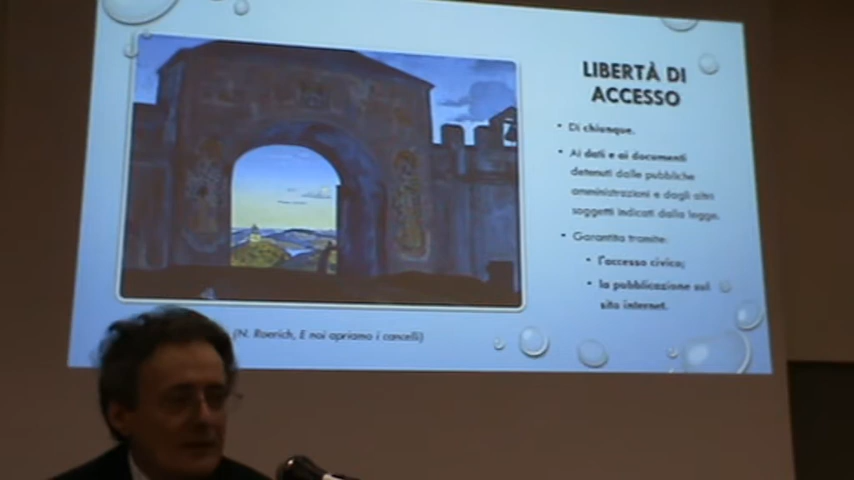 LIBERTÀ DI
ACCESSO
• Di chiunque.
• Ai dati e ai documenti
detenuti dalle pubbliche
amministrazioni e dagli altri
soggetti indicati dalla legge.
• Garantita tramite:
• l'accesso civico;
• la pubblicazione sul
sito internet.
(N. Roerich, E noi apriamo i cancelli)